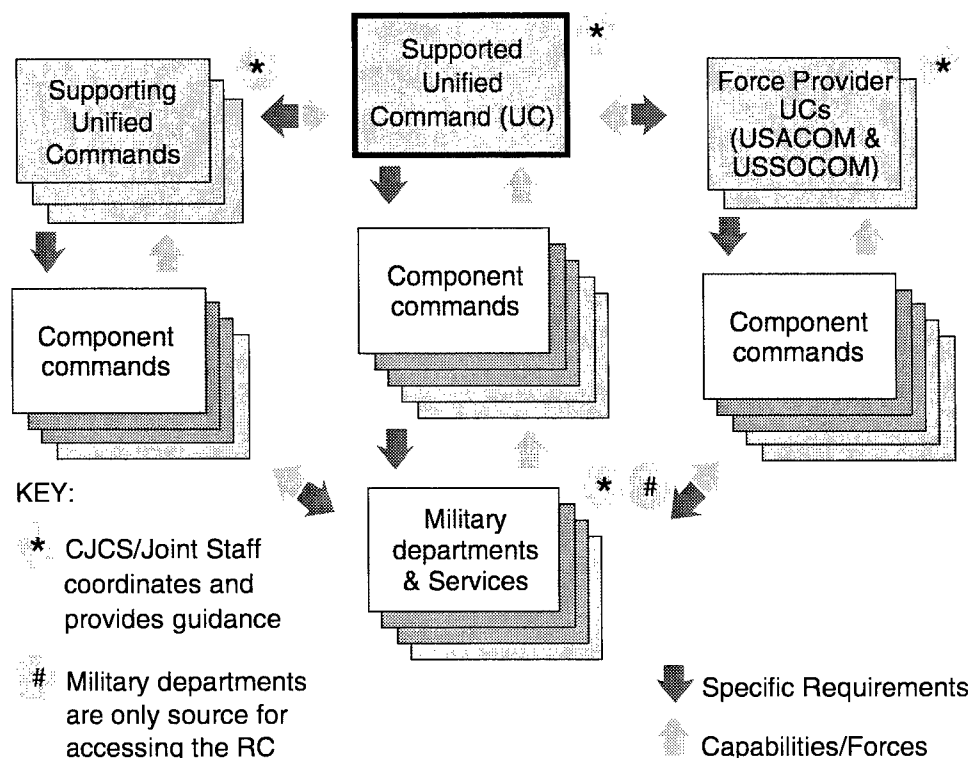 Supporting
Unified
Commands
*
Supported
Unified
Command (UC)
*
Force Provider
UCs
(USACOM &
USSOCOM)
*
Component
commands
Component
commands
Component
commands
Military
departments
& Services
* #
KEY:
* CJCS/Joint Staff
coordinates and
provides guidance
# Military departments
are only source for
accessing the RC
Specific Requirements
Capabilities/Forces